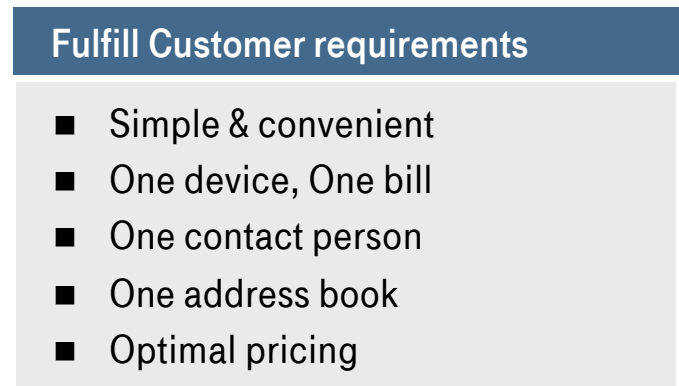 Fulfill Customer requirements
■ Simple & convenient
■ One device, One bill
■ One contact person
■ One address book
■ Optimal pricing